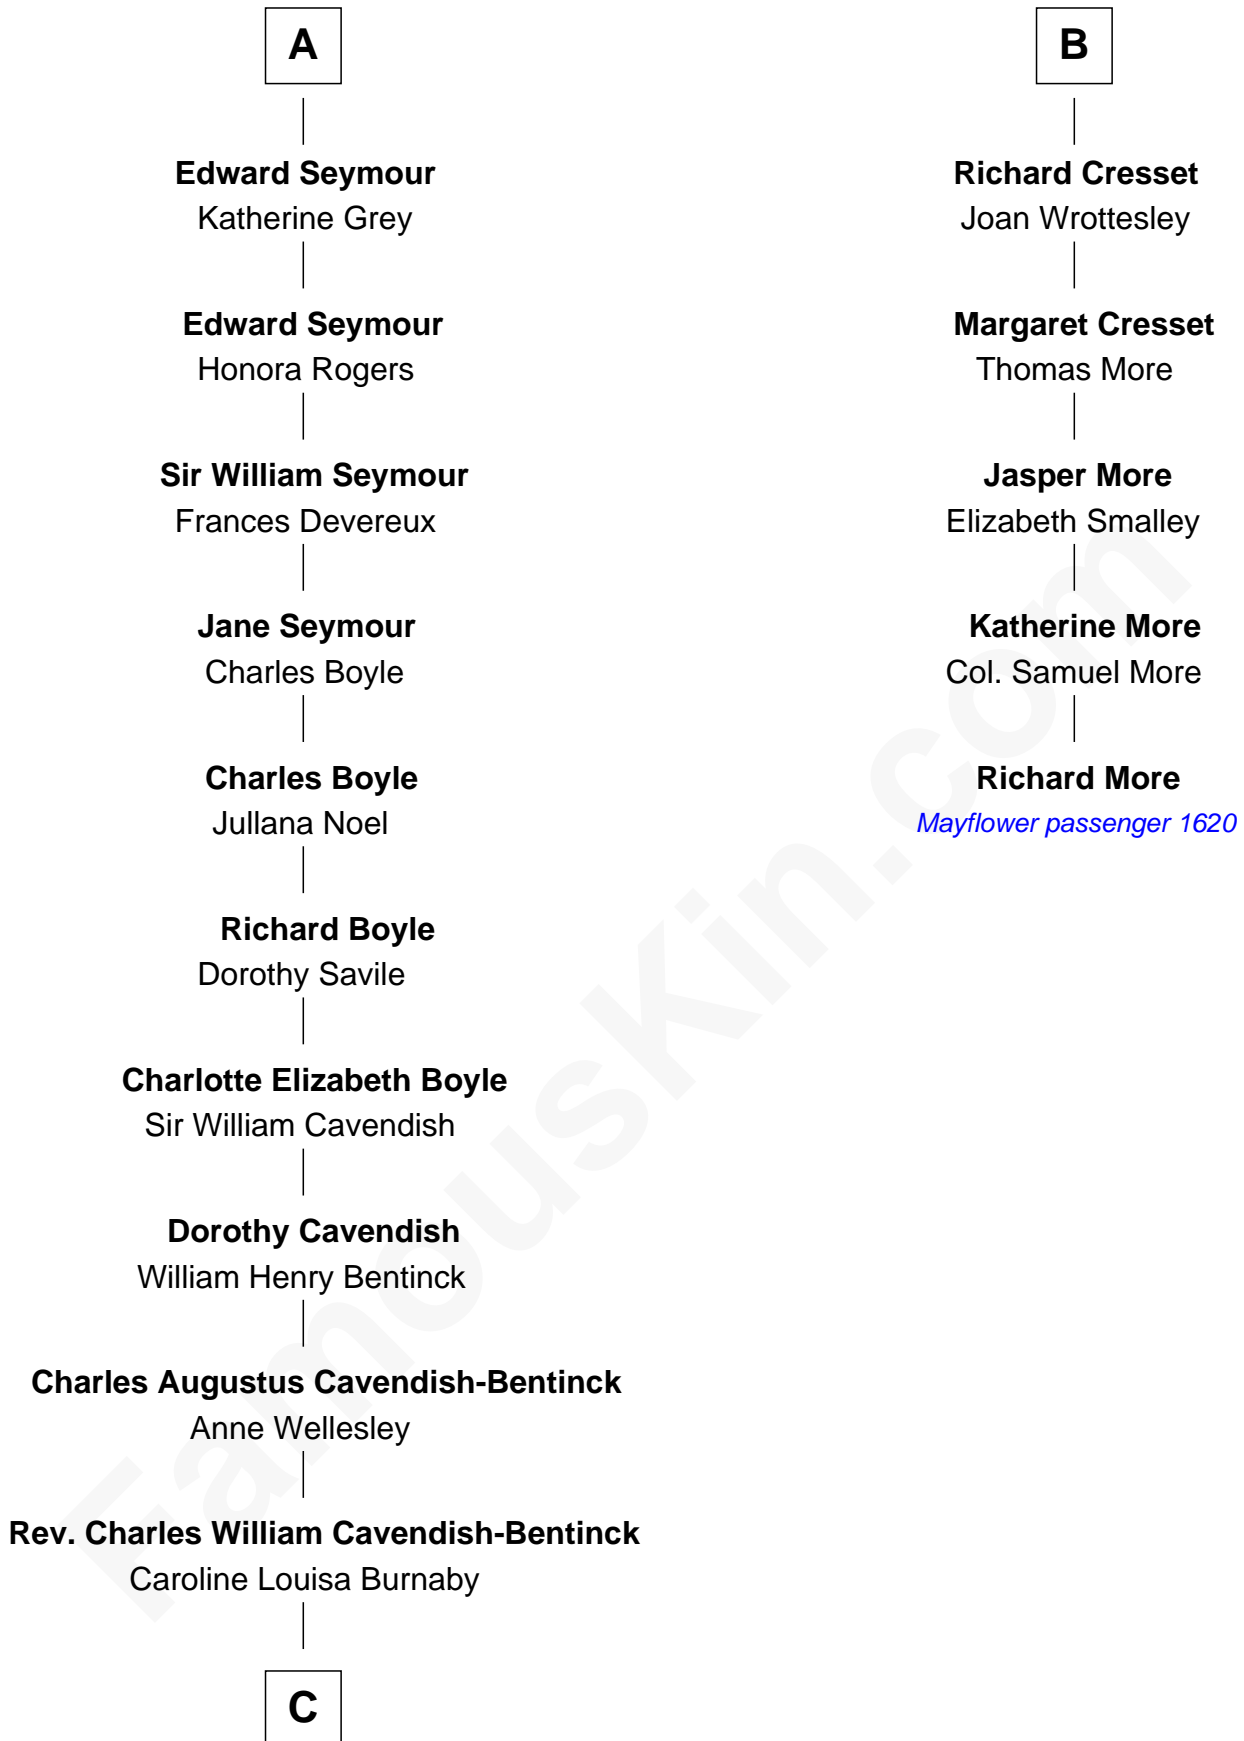 A
Edward Seymour
Katherine Grey
Edward Seymour
Honora Rogers
Sir William Seymour
Frances Devereux
Jane Seymour
Charles Boyle
Charles Boyle
Jullana Noel
Richard Boyle
Dorothy Savile
Charlotte Elizabeth Boyle
Sir William Cavendish
Dorothy Cavendish
William Henry Bentinck
Charles Augustus Cavendish-Bentinck
Anne Wellesley
Rev. Charles William Cavendish-Bentinck
Caroline Louisa Burnaby
C
B
Richard Cresset
Joan Wrottesley
Margaret Cresset
Thomas More
Jasper More
Elizabeth Smalley
Katherine More
Col. Samuel More
Richard More
Mayflower passenger 1620
FamousKin.com